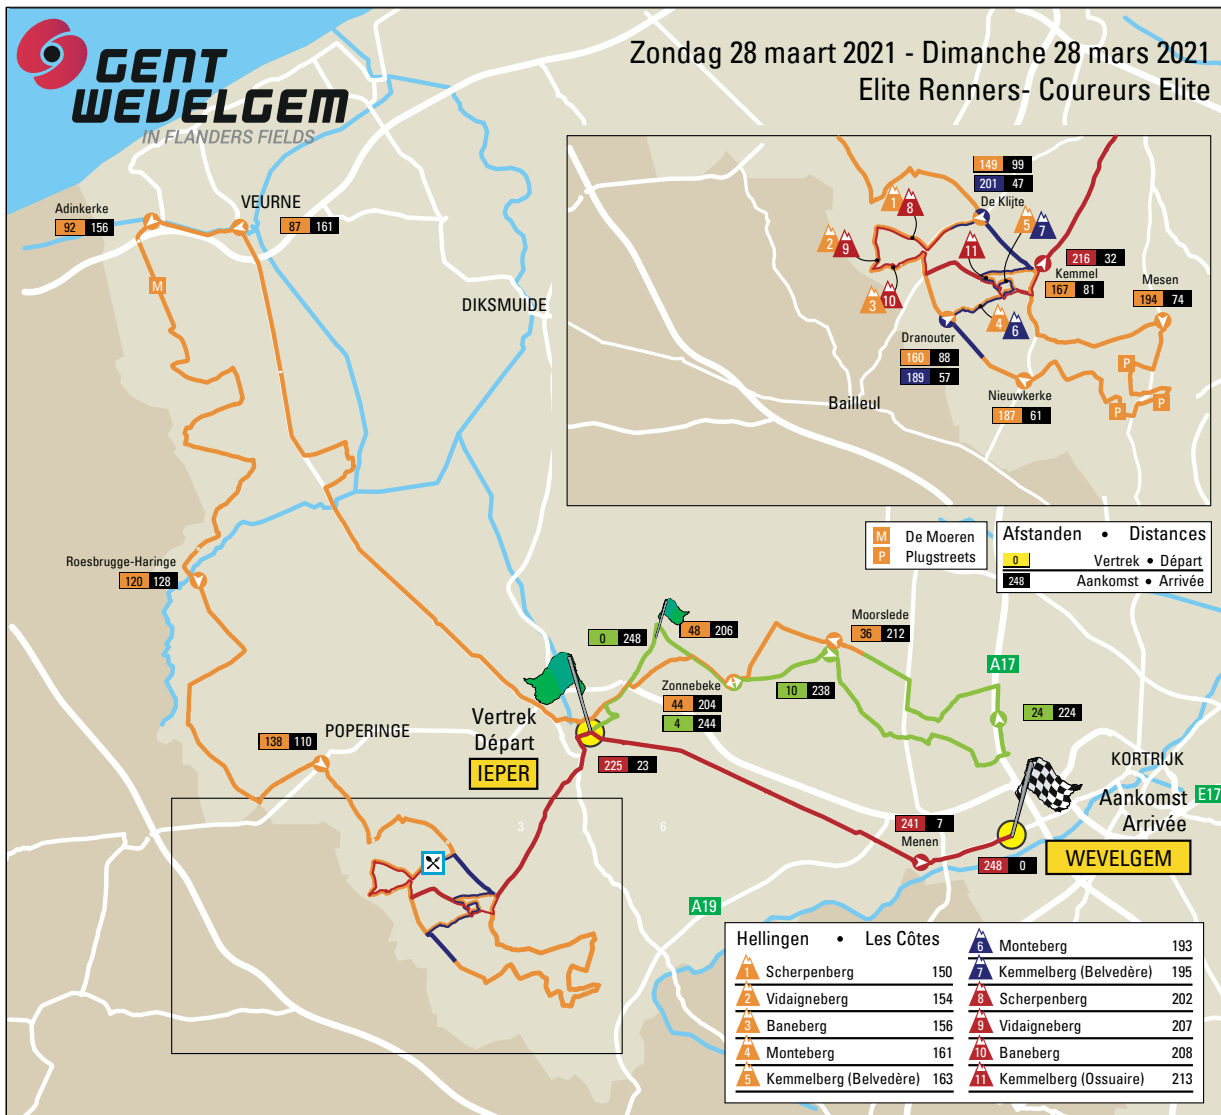 GENT
WEVELGEM
IN FLANDERS FIELDS
Zondag 28 maart 2021 - Dimanche 28 mars 2021
Elite Renners- Coureurs Elite
Adinkerke
92 156
VEURNE
87 161
M
DIKSMUIDE
149 99
201 47
De Klijte
1
8
5
7
2
9
11
216 32
Kemmel
167 81
Mesen
194 74
3
10
4
6
Dranouter
160 88
189 57
P
P
P
Nieuwkerke
187 61
Bailleul
M De Moeren
P Plugstreets
Afstanden • Distances
0 Vertrek • Départ
248 Aankomst • Arrivée
Roesbrugge-Haringe
120 128
0 248
48 206
Moorslede
36 212
A17
Zonnebeke
44 204
4 244
10 238
24 224
138 110
POPERINGE
Vertrek
Départ
IEPER
225 23
KORTRIJK
E17
Aankomst
Arrivée
WEVELGEM
241 7
Menen
248 0
3
6
A19
Hellingen • Les Côtes
1 Scherpenberg 150
2 Vidaigneberg 154
3 Baneberg 156
4 Monteberg 161
5 Kemmelberg (Belvedère) 163
6 Monteberg 193
7 Kemmelberg (Belvedère) 195
8 Scherpenberg 202
9 Vidaigneberg 207
10 Baneberg 208
11 Kemmelberg (Ossuaire) 213